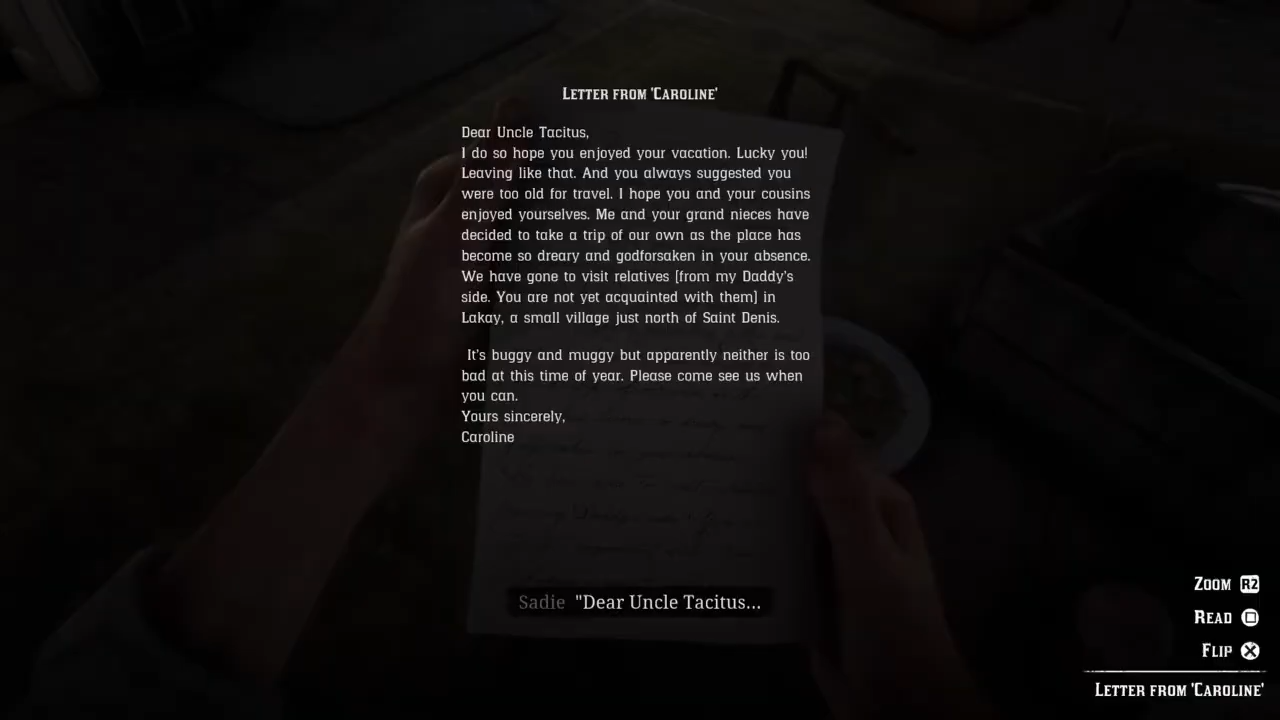 Letter from 'Caroline'
Dear Uncle Tacitus,
I do so hope you enjoyed your vacation. Lucky you!
Leaving like that. And you always suggested you
were too old for travel. I hope you and your cousins
enjoyed yourselves. Me and your grand nieces have
decided to take a trip of our own as the place has
become so dreary and godforsaken in your absence.
We have gone to visit relatives [from my Daddy's
side. You are not yet acquainted with them] in
Lakay, a small village just north of Saint Denis.
It's buggy and muggy but apparently neither is too
bad at this time of year. Please come see us when
you can.
Yours sincerely,
Caroline
Sadie "Dear Uncle Tacitus...
Zoom R2
Read
Flip
Letter from 'Caroline'